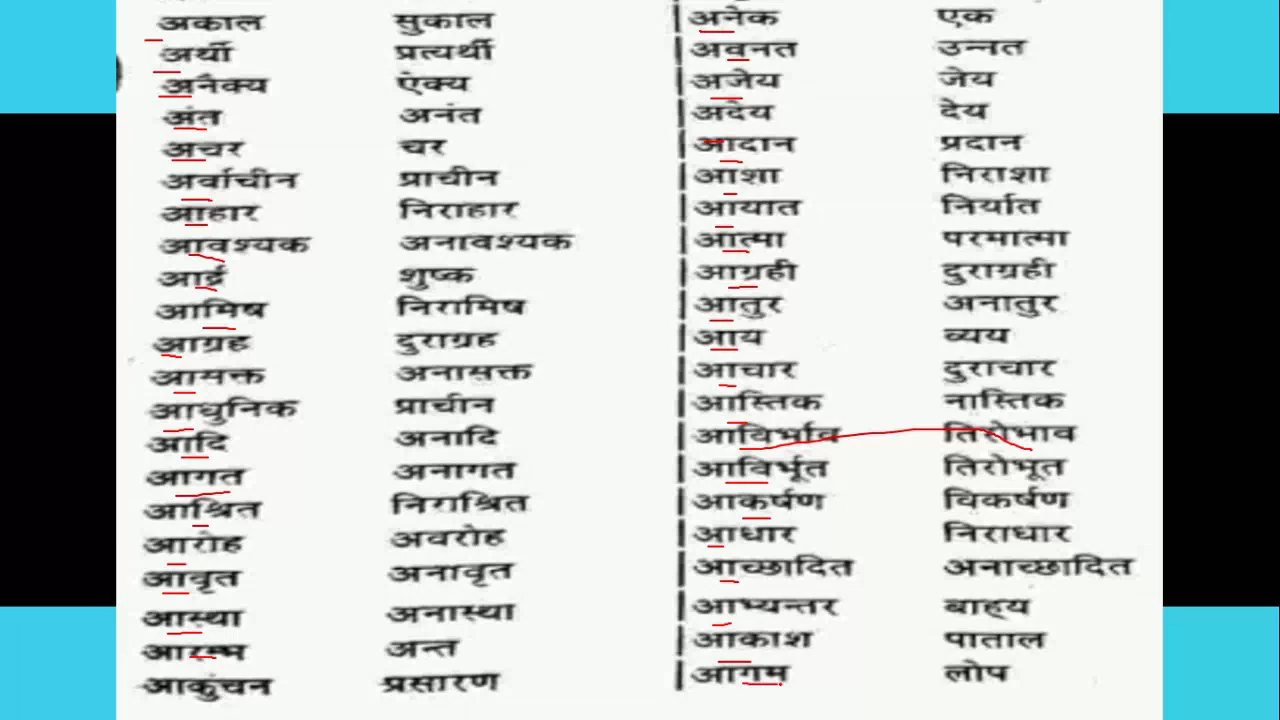 अकाल सुकाल
अर्थी प्रत्यर्थी
अनैक्य ऐक्य
अंत अनंत
अचर चर
अर्वाचीन प्राचीन
आहार निराहार
आवश्यक अनावश्यक
आर्द्र शुष्क
आमिष निरामिष
आग्रह दुराग्रह
आसक्त अनासक्त
आधुनिक प्राचीन
आदि अनादि
आगत अनागत
आश्रित निराश्रित
आरोह अवरोह
आवृत अनावृत
आस्था अनास्था
आरम्भ अन्त
आकुंचन प्रसारण
अनेक एक
अवनत उन्नत
अजेय जेय
अदेय देय
आदान प्रदान
आशा निराशा
आयात निर्यात
आत्मा परमात्मा
आग्रही दुराग्रही
आतुर अनातुर
आय व्यय
आचार दुराचार
आस्तिक नास्तिक
आविर्भाव तिरोभाव
आविर्भूत तिरोभूत
आकर्षण विकर्षण
आधार निराधार
आच्छादित अनाच्छादित
आभ्यन्तर बाह्य
आकाश पाताल
आगम लोप